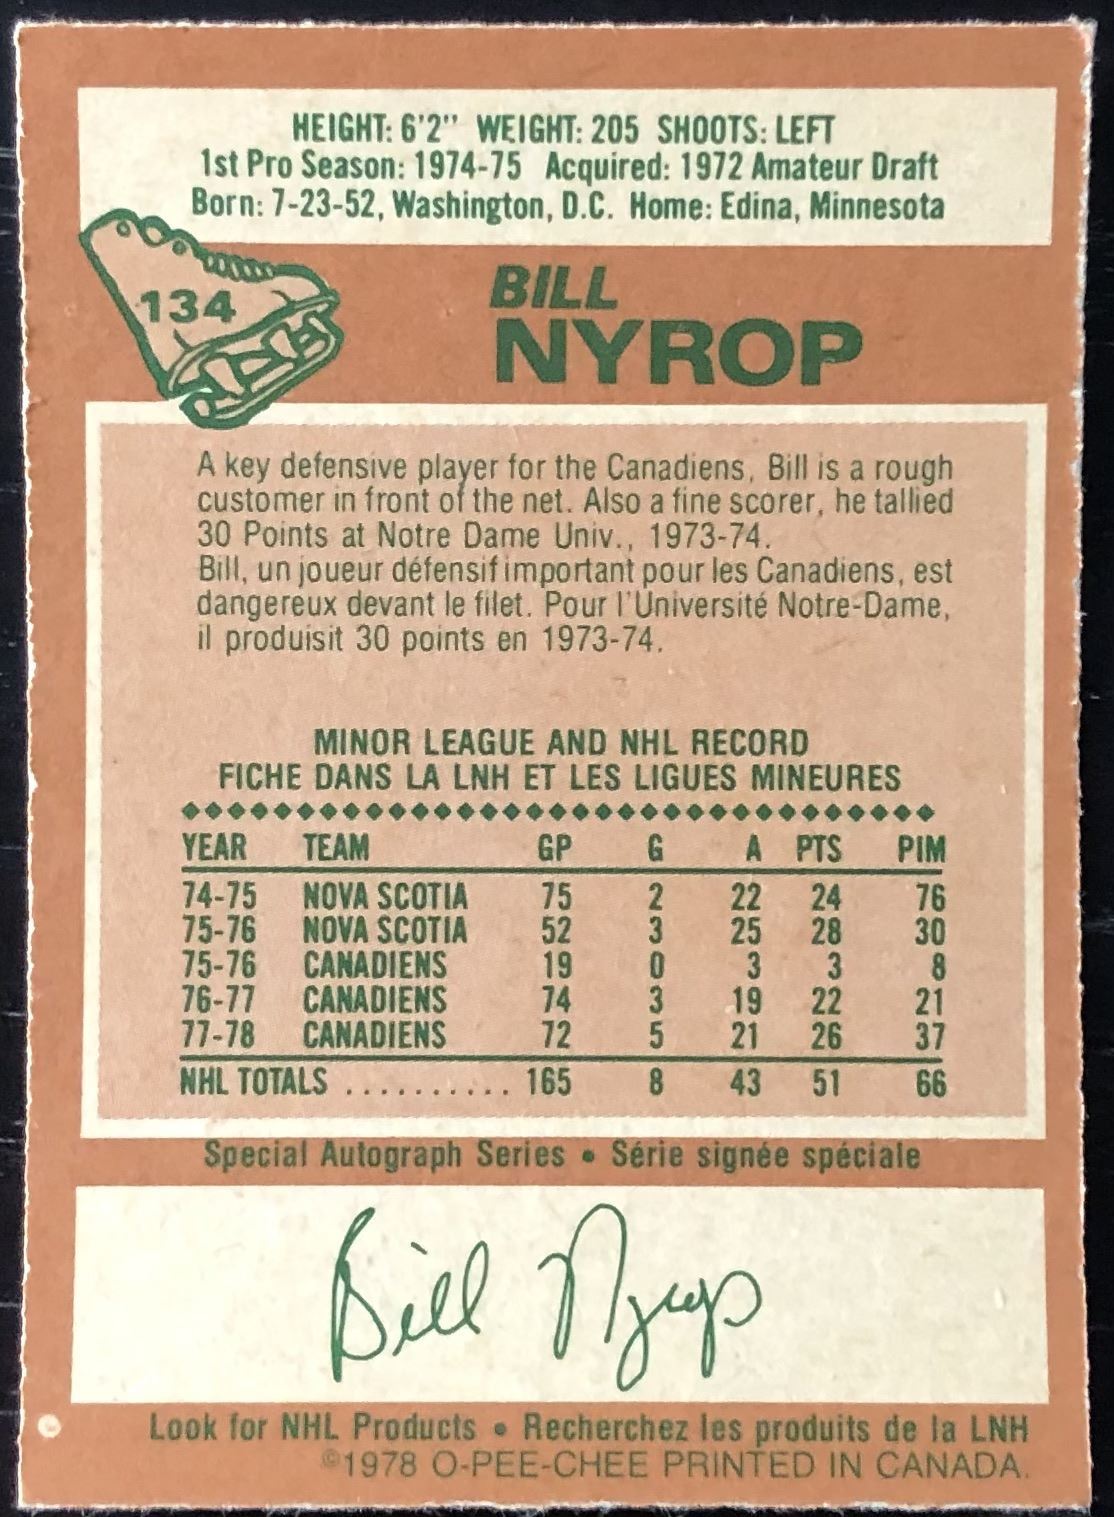 HEIGHT: 6'2" WEIGHT: 205 SHOOTS: LEFT
1st Pro Season: 1974-75 Acquired: 1972 Amateur Draft
Born: 7-23-52, Washington, D.C. Home: Edina, Minnesota
134
BILL
NYROP
A key defensive player for the Canadiens, Bill is a rough
customer in front of the net. Also a fine scorer, he tallied
30 Points at Notre Dame Univ., 1973-74.
Bill, un joueur défensif important pour les Canadiens, est
dangereux devant le filet. Pour l'Université Notre-Dame,
il produisit 30 points en 1973-74.
MINOR LEAGUE AND NHL RECORD
FICHE DANS LA LNH ET LES LIGUES MINEURES
YEAR TEAM GP G A PTS PIM
74-75 NOVA SCOTIA 75 2 22 24 76
75-76 NOVA SCOTIA 52 3 25 28 30
75-76 CANADIENS 19 0 3 3 8
76-77 CANADIENS 74 3 19 22 21
77-78 CANADIENS 72 5 21 26 37
NHL TOTALS .......... 165 8 43 51 66
Special Autograph Series • Série signée spéciale
Bill Nyrop
Look for NHL Products • Recherchez les produits de la LNH
©1978 O-PEE-CHEE PRINTED IN CANADA.